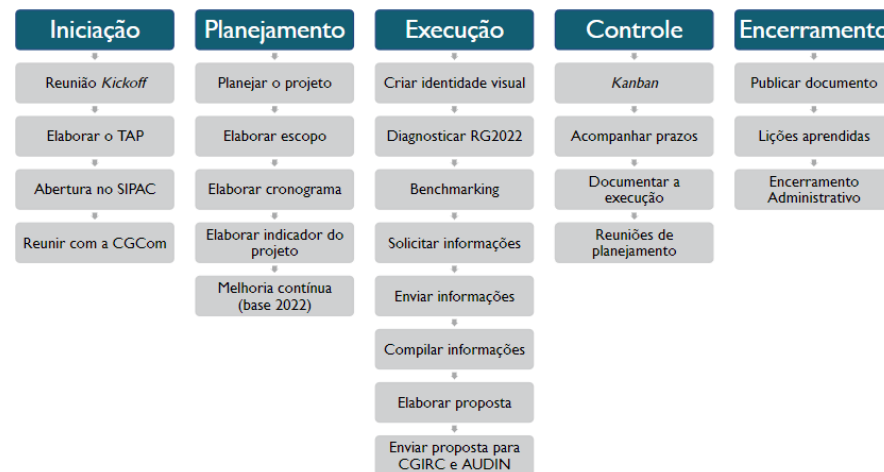 Iniciação
Reunião Kickoff
Elaborar o TAP
Abertura no SIPAC
Reunir com a CGCom
Planejamento
Planejar o projeto
Elaborar escopo
Elaborar cronograma
Elaborar indicador do
projeto
Melhoria contínua
(base 2022)
Execução
Criar identidade visual
Diagnosticar RG2022
Benchmarking
Solicitar informações
Enviar informações
Compilar informações
Elaborar proposta
Enviar proposta para
CGIRC e AUDIN
Controle
Kanban
Acompanhar prazos
Documentar a
execução
Reuniões de
planejamento
Encerramento
Publicar documento
Lições aprendidas
Encerramento
Administrativo